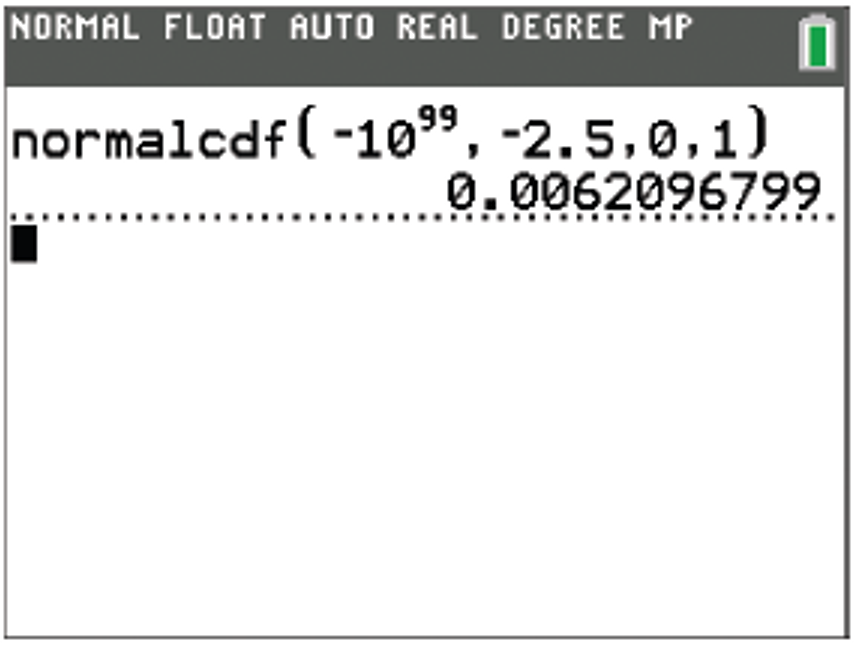 NORMAL FLOAT AUTO REAL DEGREE MP
normalcdf(-10⁹⁹, -2.5,0,1)
0.0062096799